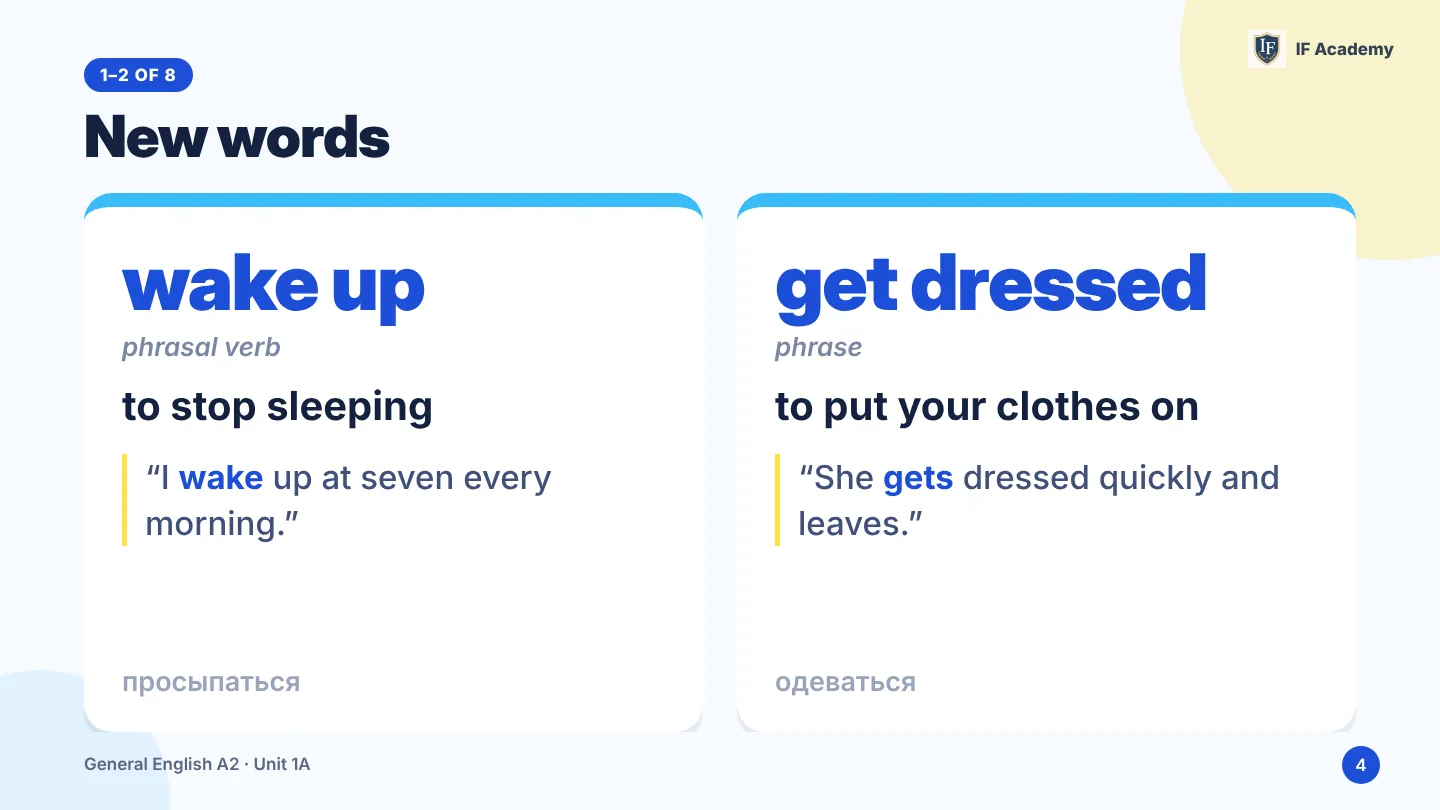 IF
IF Academy
1–2 OF 8
New words
wake up
phrasal verb
to stop sleeping
“I wake up at seven every
morning.”
просыпаться
get dressed
phrase
to put your clothes on
“She gets dressed quickly and
leaves.”
одеваться
General English A2 · Unit 1A
4